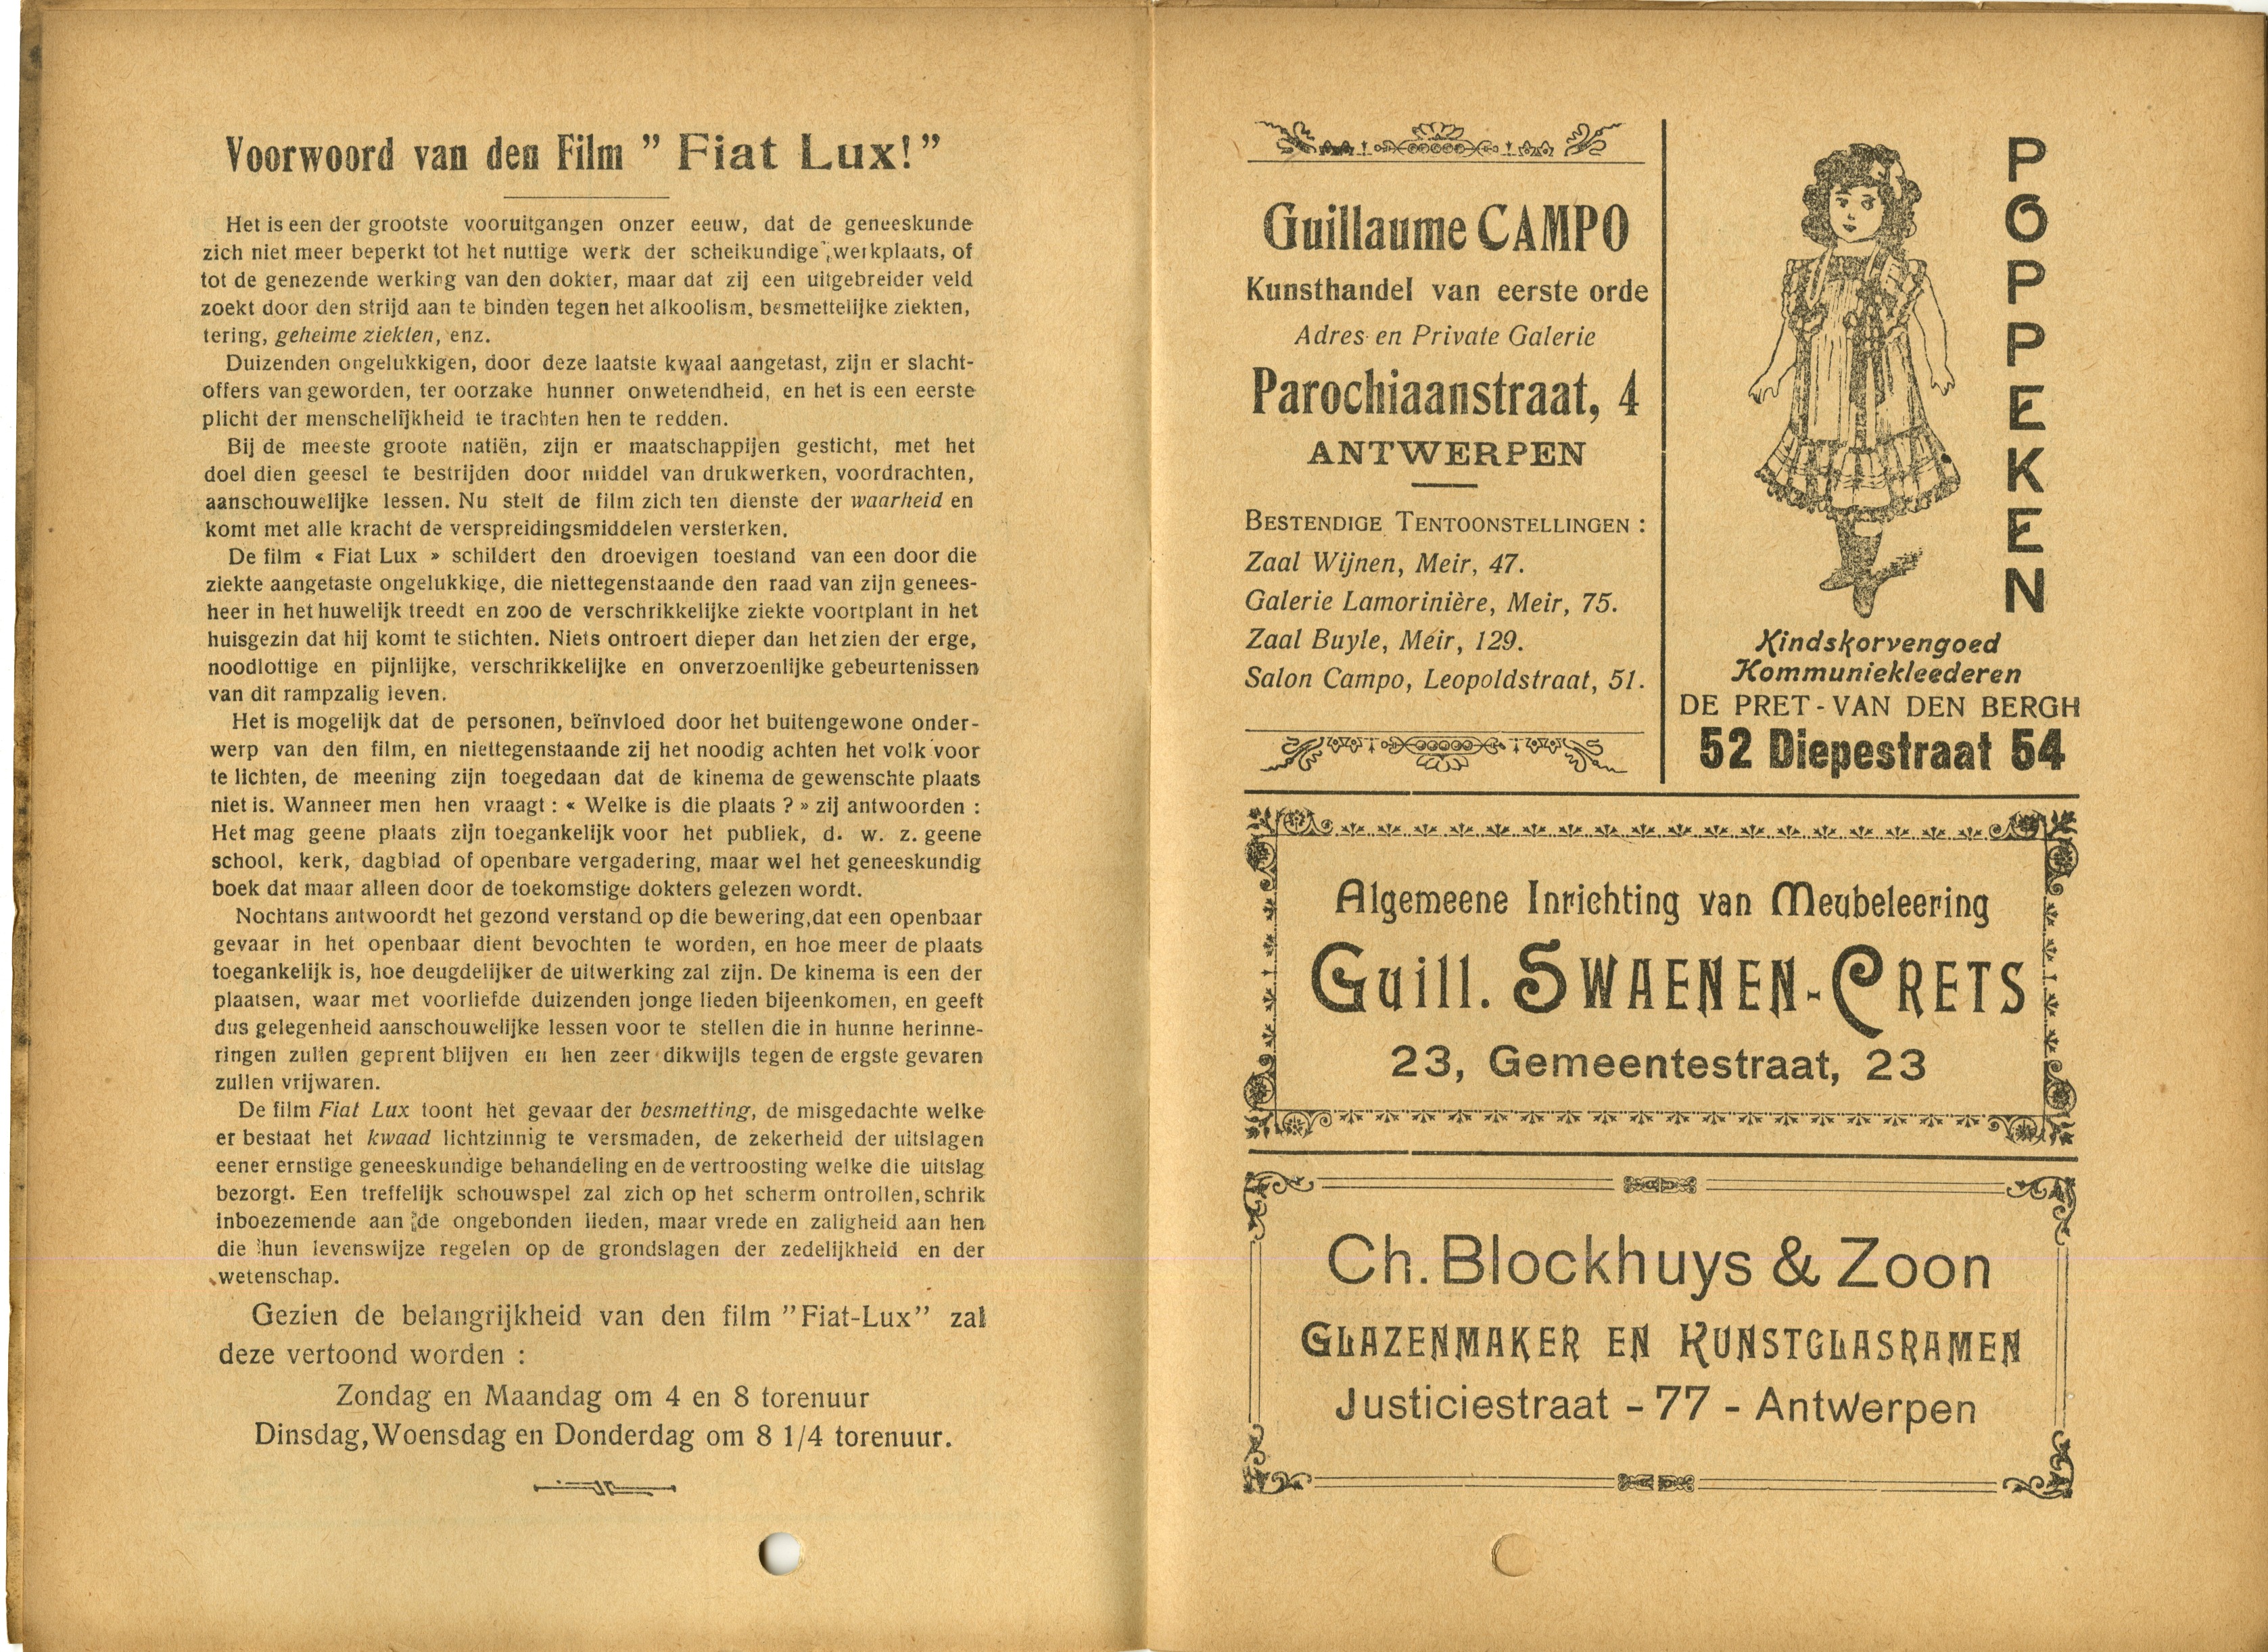 Voorwoord van den Film " Fiat Lux! "
Het is een der grootste vooruitgangen onzer eeuw, dat de geneeskunde
zich niet meer beperkt tot het nuttige werk der scheikundige werkplaats, of
tot de genezende werking van den dokter, maar dat zij een uitgebreider veld
zoekt door den strijd aan te binden tegen het alkoolism, besmettelijke ziekten,
tering, geheime ziekten, enz.
Duizenden ongelukkigen, door deze laatste kwaal aangetast, zijn er slacht-
offers van geworden, ter oorzake hunner onwetendheid, en het is een eerste
plicht der menschelijkheid te trachten hen te redden.
Bij de meeste groote natiën, zijn er maatschappijen gesticht, met het
doel dien geesel te bestrijden door middel van drukwerken, voordrachten,
aanschouwelijke lessen. Nu stelt de film zich ten dienste der waarheid en
komt met alle kracht de verspreidingsmiddelen versterken.
De film « Fiat Lux » schildert den droevigen toestand van een door die
ziekte aangetaste ongelukkige, die niettegenstaande den raad van zijn genees-
heer in het huwelijk treedt en zoo de verschrikkelijke ziekte voortplant in het
huisgezin dat hij komt te stichten. Niets ontroert dieper dan het zien der erge,
noodlottige en pijnlijke, verschrikkelijke en onverzoenlijke gebeurtenissen
van dit rampzalig leven.
Het is mogelijk dat de personen, beïnvloed door het buitengewone onder-
werp van den film, en niettegenstaande zij het noodig achten het volk voor
te lichten, de meening zijn toegedaan dat de kinema de gewenschte plaats
niet is. Wanneer men hen vraagt : « Welke is die plaats ? » zij antwoorden :
Het mag geene plaats zijn toegankelijk voor het publiek, d. w. z. geene
school, kerk, dagblad of openbare vergadering, maar wel het geneeskundig
boek dat maar alleen door de toekomstige dokters gelezen wordt.
Nochtans antwoordt het gezond verstand op die bewering, dat een openbaar
gevaar in het openbaar dient bevochten te worden, en hoe meer de plaats
toegankelijk is, hoe deugdelijker de uitwerking zal zijn. De kinema is een der
plaatsen, waar met voorliefde duizenden jonge lieden bijeenkomen, en geeft
dus gelegenheid aanschouwelijke lessen voor te stellen die in hunne herinne-
ringen zullen geprent blijven en hen zeer dikwijls tegen de ergste gevaren
zullen vrijwaren.
De film Fiat Lux toont het gevaar der besmetting, de misgedachte welke
er bestaat het kwaad lichtzinnig te versmaden, de zekerheid der uitslagen
eener ernstige geneeskundige behandeling en de vertroosting welke die uitslag
bezorgt. Een treffelijk schouwspel zal zich op het scherm ontrollen, schrik
inboezemende aan de ongebonden lieden, maar vrede en zaligheid aan hen
die hun levenswijze regelen op de grondslagen der zedelijkheid en der
wetenschap.
Gezien de belangrijkheid van den film "Fiat-Lux" zal
deze vertoond worden :
Zondag en Maandag om 4 en 8 torenuur
Dinsdag, Woensdag en Donderdag om 8 1/4 torenuur.
Guillaume CAMPO
Kunsthandel van eerste orde
Adres en Private Galerie
Parochiaanstraat, 4
ANTWERPEN
BESTENDIGE TENTOONSTELLINGEN :
Zaal Wijnen, Meir, 47.
Galerie Lamorinière, Meir, 75.
Zaal Buyle, Meir, 129.
Salon Campo, Leopoldstraat, 51.
POPPEKEN
Kindskorvengoed
Kommuniekleederen
DE PRET - VAN DEN BERGH
52 Diepestraat 54
Algemeene Inrichting van Meubeleering
Guill. SWAENEN-CRETS
23, Gemeentestraat, 23
Ch. Blockhuys & Zoon
GLAZENMAKER EN KUNSTGLASRAMEN
Justiciestraat - 77 - Antwerpen